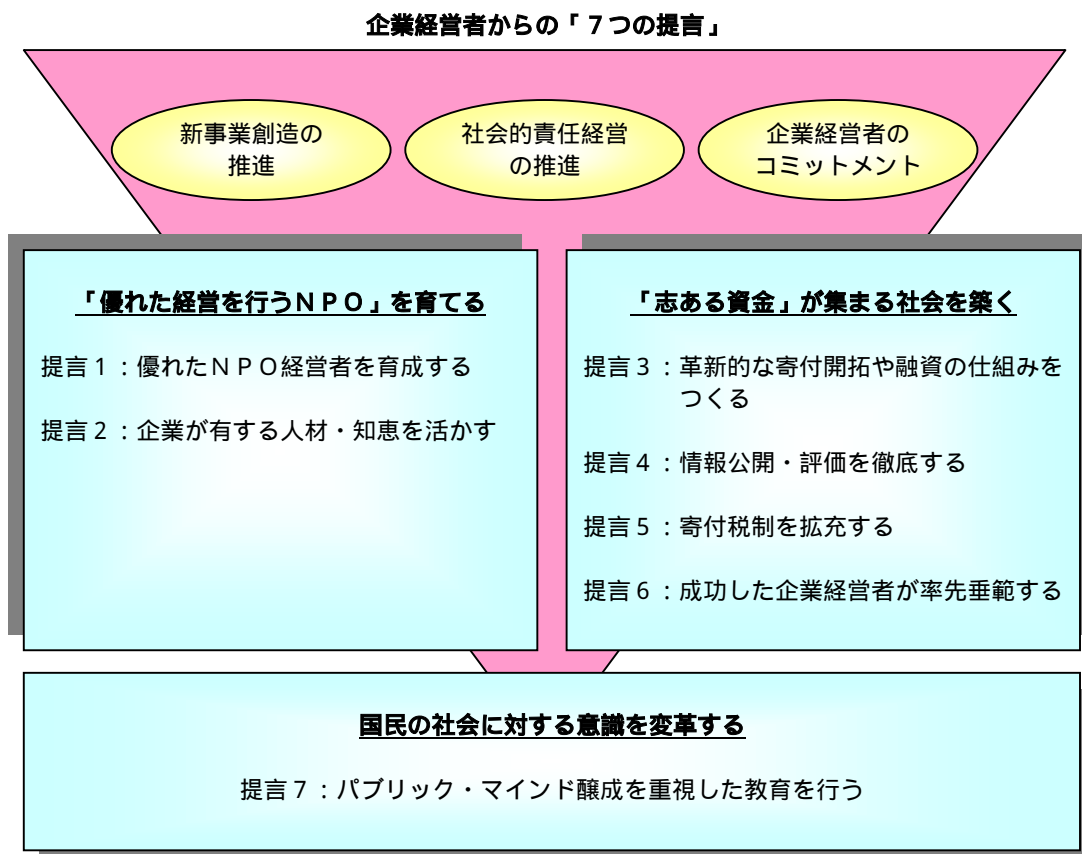 企業経営者からの「７つの提言」
新事業創造の
推進
社会的責任経営
の推進
企業経営者の
コミットメント
「優れた経営を行うＮＰＯ」を育てる
提言１：優れたＮＰＯ経営者を育成する
提言２：企業が有する人材・知恵を活かす
「志ある資金」が集まる社会を築く
提言３：革新的な寄付開拓や融資の仕組みを
つくる
提言４：情報公開・評価を徹底する
提言５：寄付税制を拡充する
提言６：成功した企業経営者が率先垂範する
国民の社会に対する意識を変革する
提言７：パブリック・マインド醸成を重視した教育を行う